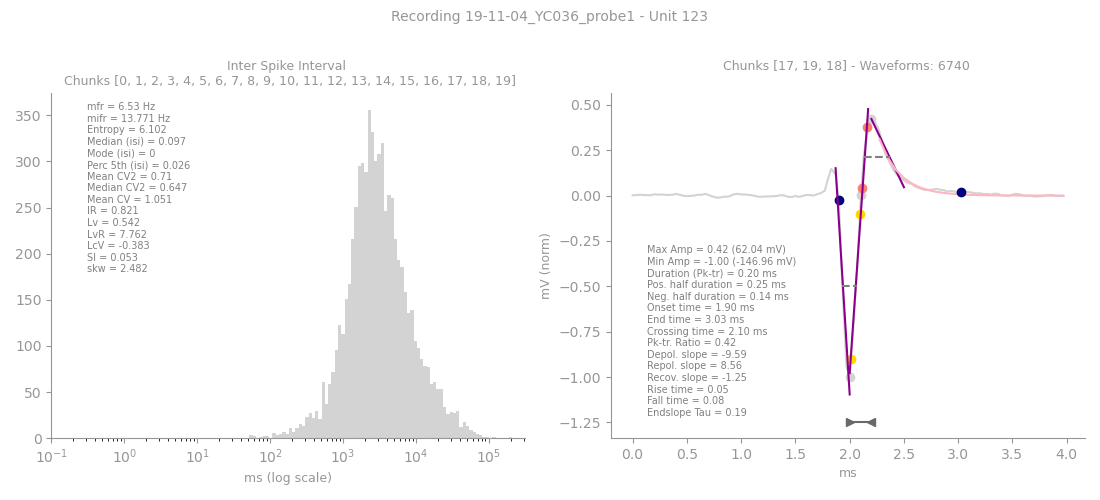 Recording 19-11-04_YC036_probe1 - Unit 123
Inter Spike Interval
Chunks [0, 1, 2, 3, 4, 5, 6, 7, 8, 9, 10, 11, 12, 13, 14, 15, 16, 17, 18, 19]
mfr = 6.53 Hz
mifr = 13.771 Hz
Entropy = 6.102
Median (isi) = 0.097
Mode (isi) = 0
Perc 5th (isi) = 0.026
Mean CV2 = 0.71
Median CV2 = 0.647
Mean CV = 1.051
IR = 0.821
Lv = 0.542
LvR = 7.762
LcV = -0.383
SI = 0.053
skw = 2.482
350
300
250
200
150
100
50
0
10⁻¹ 10⁰ 10¹ 10² 10³ 10⁴ 10⁵
ms (log scale)
Chunks [17, 19, 18] - Waveforms: 6740
mV (norm)
0.50
0.25
0.00
−0.25
−0.50
−0.75
−1.00
−1.25
Max Amp = 0.42 (62.04 mV)
Min Amp = -1.00 (-146.96 mV)
Duration (Pk-tr) = 0.20 ms
Pos. half duration = 0.25 ms
Neg. half duration = 0.14 ms
Onset time = 1.90 ms
End time = 3.03 ms
Crossing time = 2.10 ms
Pk-tr. Ratio = 0.42
Depol. slope = -9.59
Repol. slope = 8.56
Recov. slope = -1.25
Rise time = 0.05
Fall time = 0.08
Endslope Tau = 0.19
0.0 0.5 1.0 1.5 2.0 2.5 3.0 3.5 4.0
ms